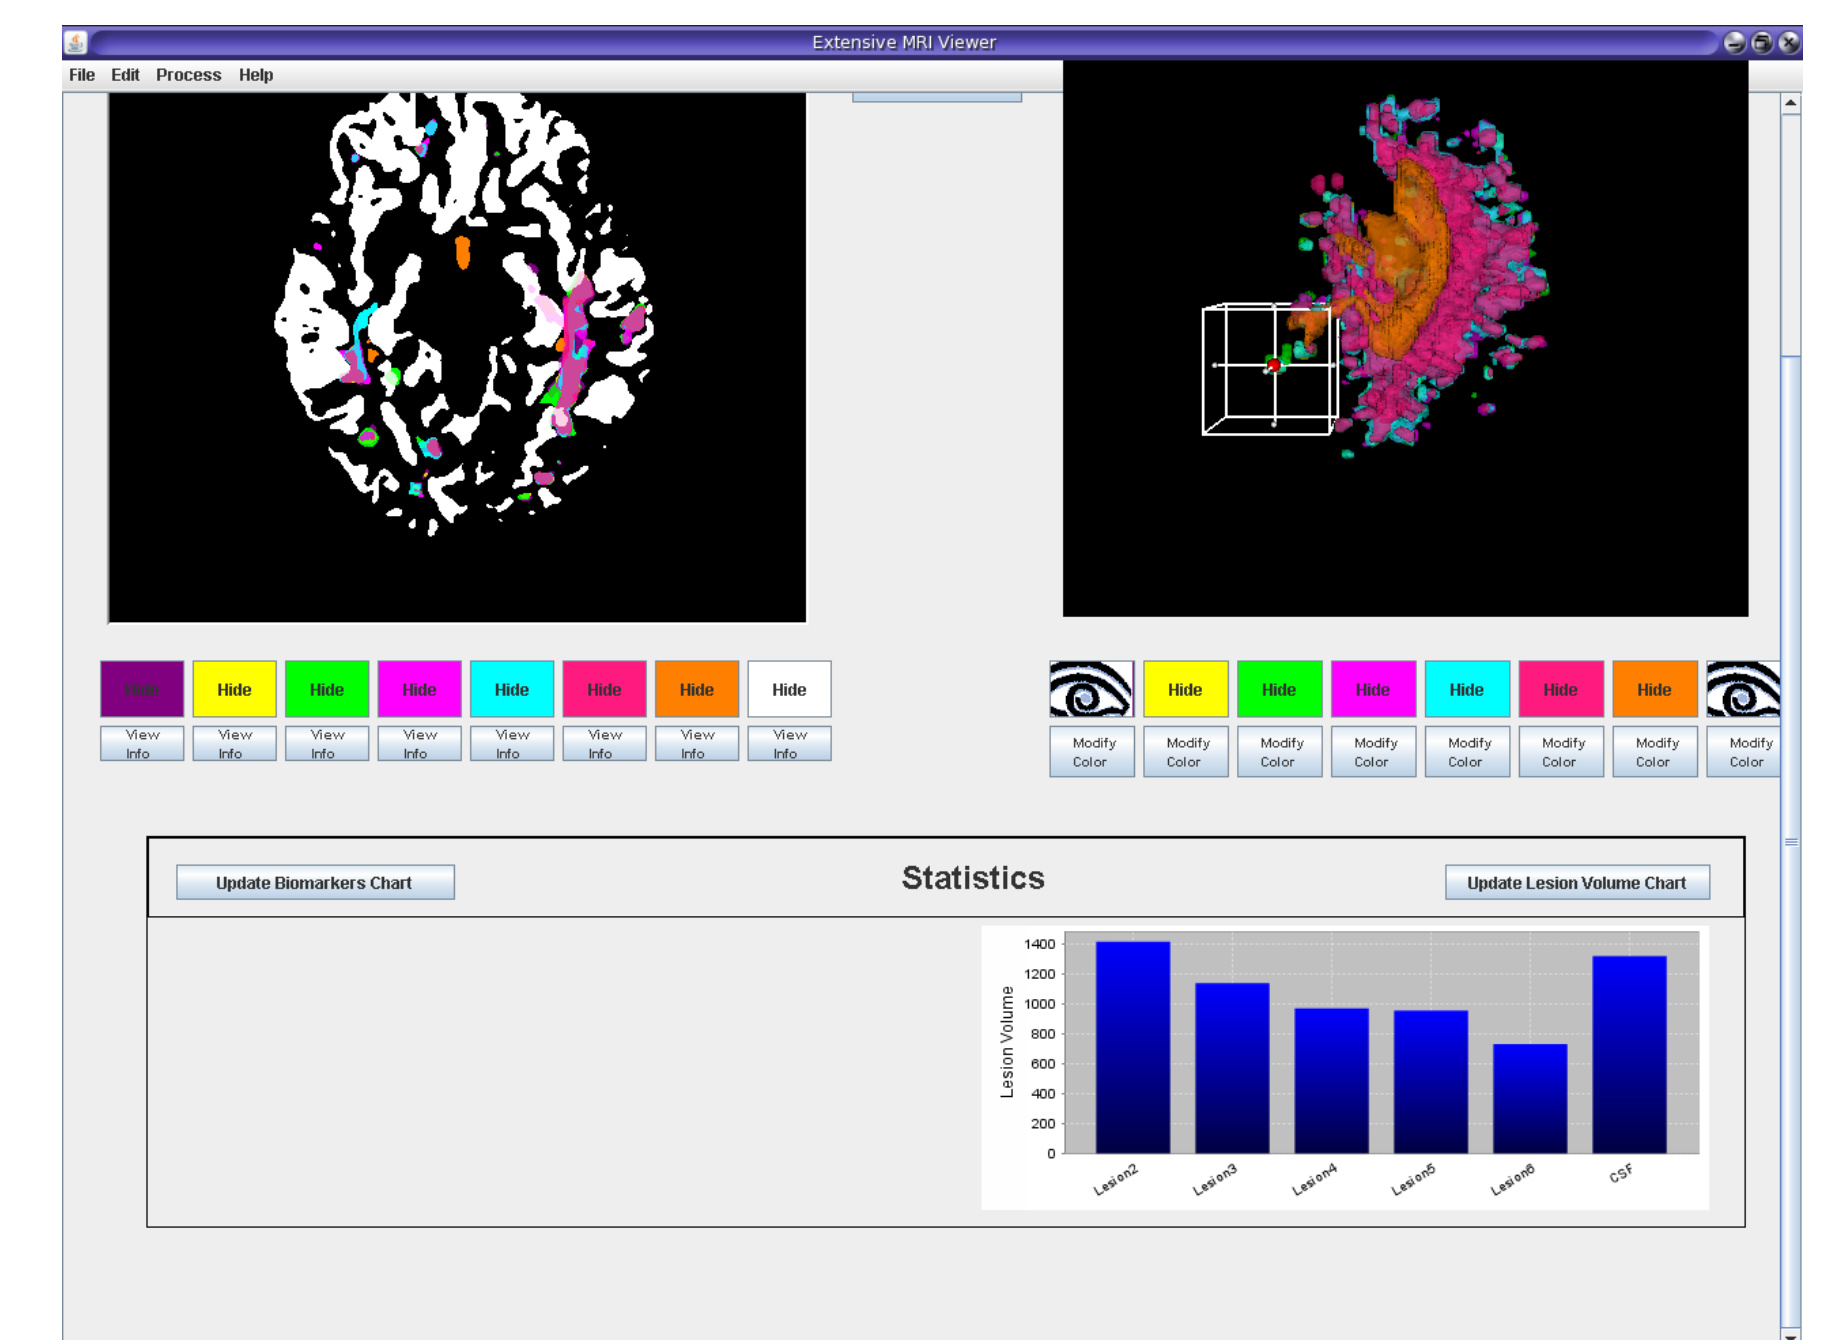 Extensive MRI Viewer
File Edit Process Help
Hide Hide Hide Hide Hide Hide Hide Hide
View Info View Info View Info View Info View Info View Info View Info View Info
Hide Hide Hide Hide Hide Hide
Modify Color Modify Color Modify Color Modify Color Modify Color Modify Color Modify Color Modify Color
Update Biomarkers Chart
Statistics
Update Lesion Volume Chart
Lesion Volume
1400
1200
1000
800
600
400
200
0
Lesion2 Lesion3 Lesion4 Lesion5 Lesion6 CSF